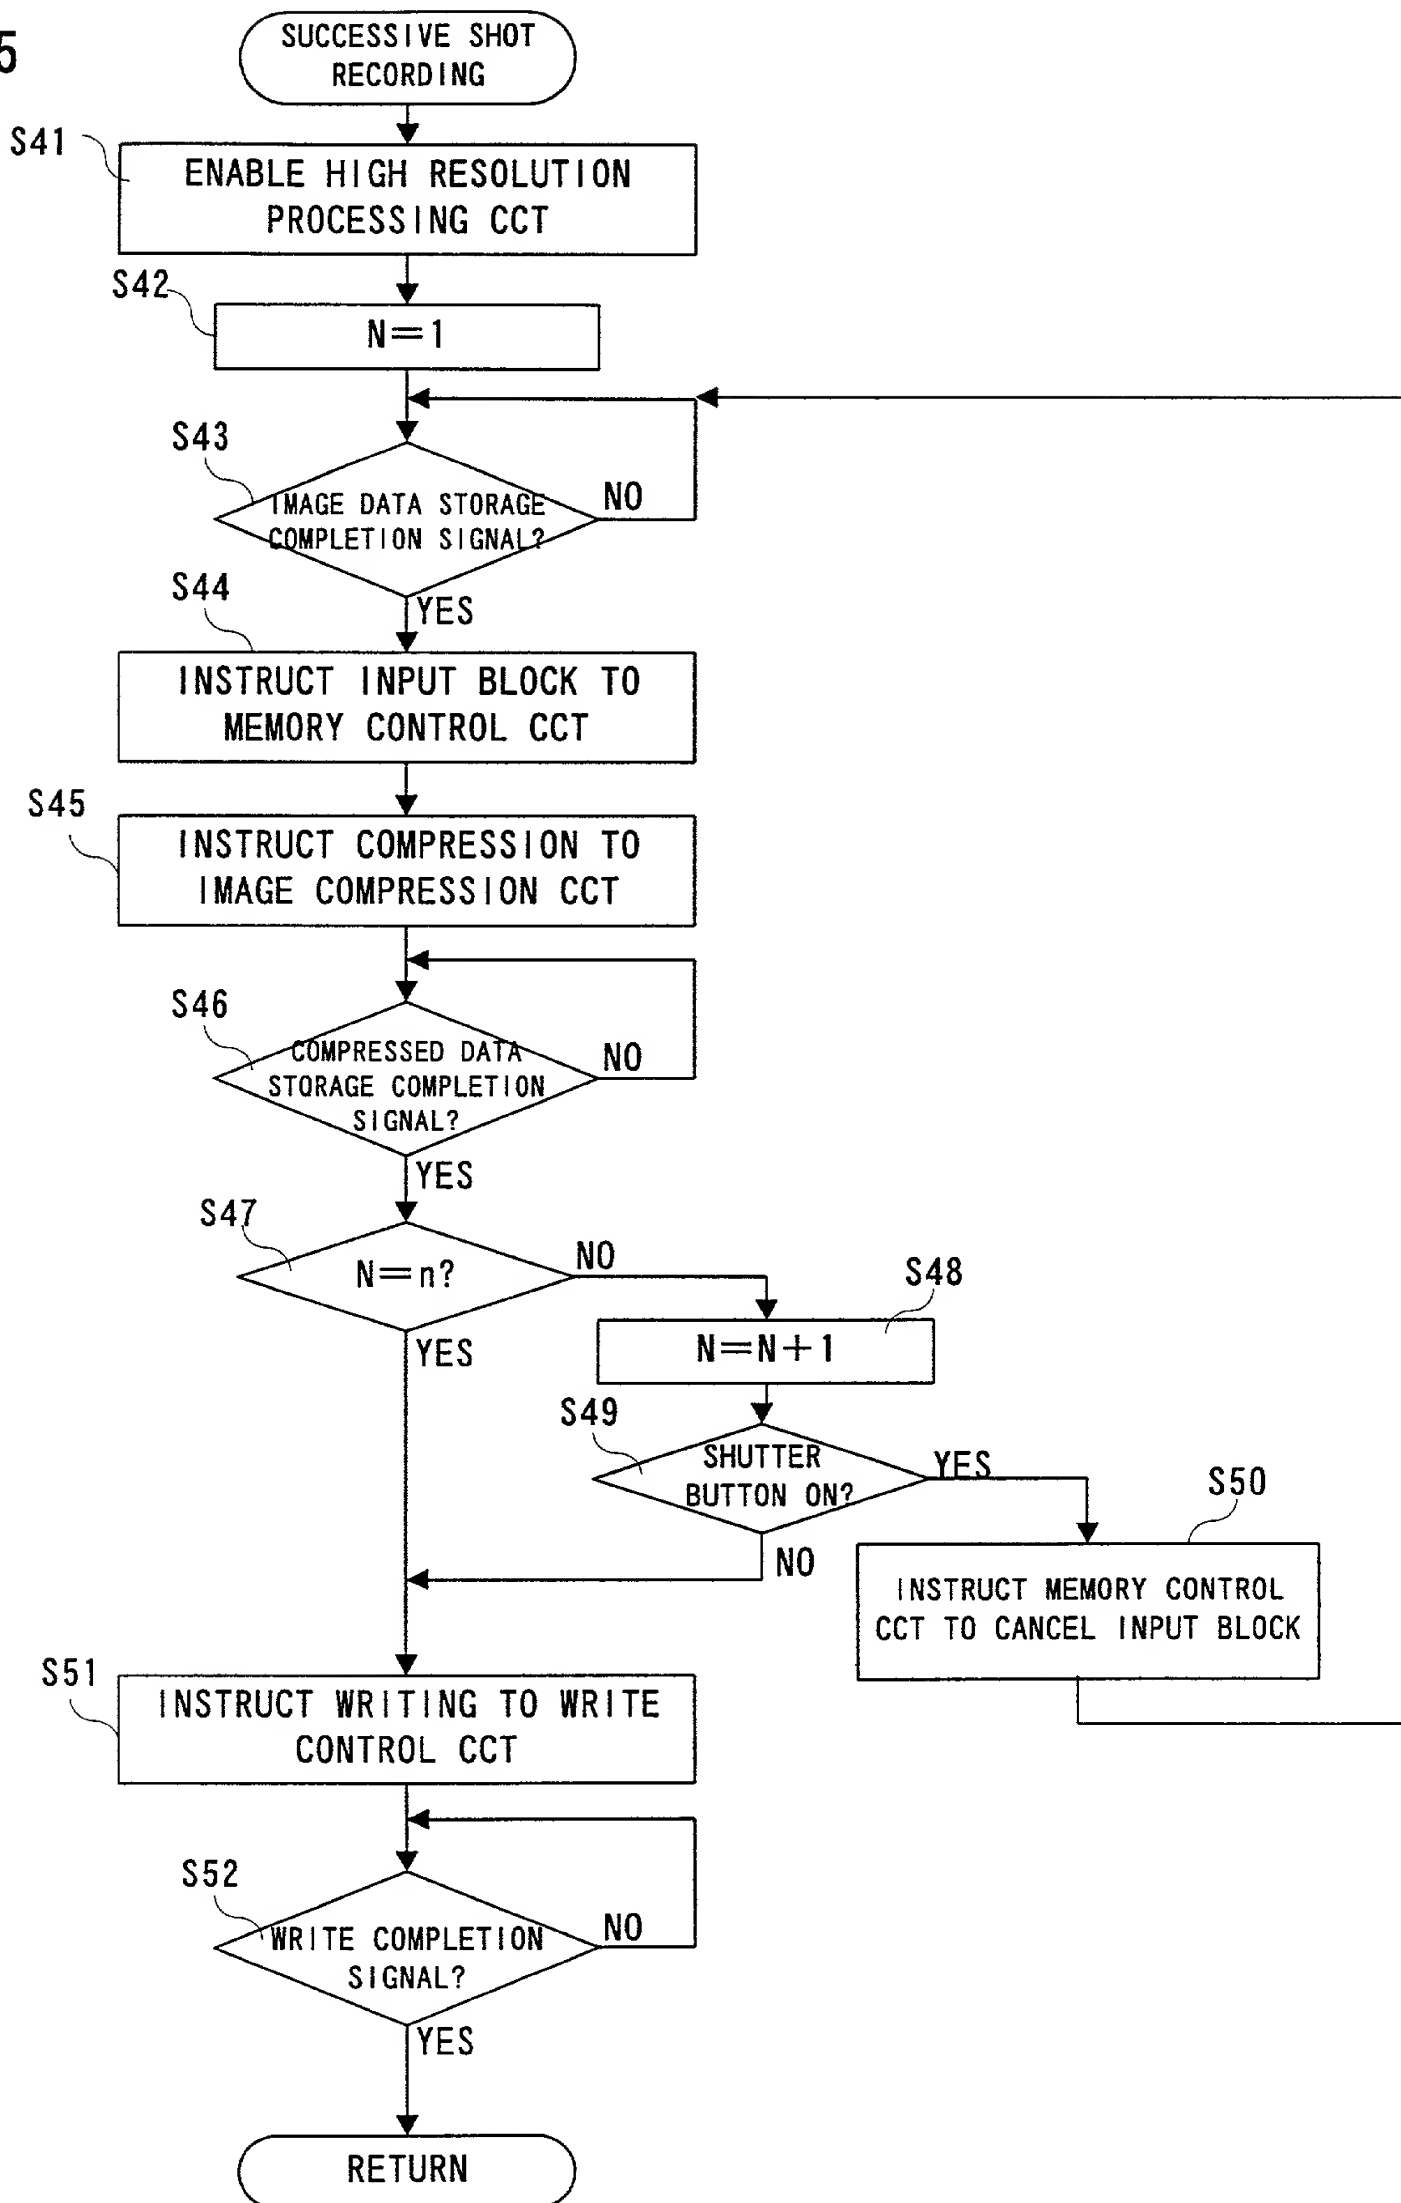 5
SUCCESSIVE SHOT
RECORDING
S41
ENABLE HIGH RESOLUTION
PROCESSING CCT
S42
N=1
S43
IMAGE DATA STORAGE
COMPLETION SIGNAL?
NO
YES
S44
INSTRUCT INPUT BLOCK TO
MEMORY CONTROL CCT
S45
INSTRUCT COMPRESSION TO
IMAGE COMPRESSION CCT
S46
COMPRESSED DATA
STORAGE COMPLETION
SIGNAL?
NO
YES
S47
N=n?
NO
YES
S48
N=N+1
S49
SHUTTER
BUTTON ON?
YES
NO
S50
INSTRUCT MEMORY CONTROL
CCT TO CANCEL INPUT BLOCK
S51
INSTRUCT WRITING TO WRITE
CONTROL CCT
S52
WRITE COMPLETION
SIGNAL?
NO
YES
RETURN